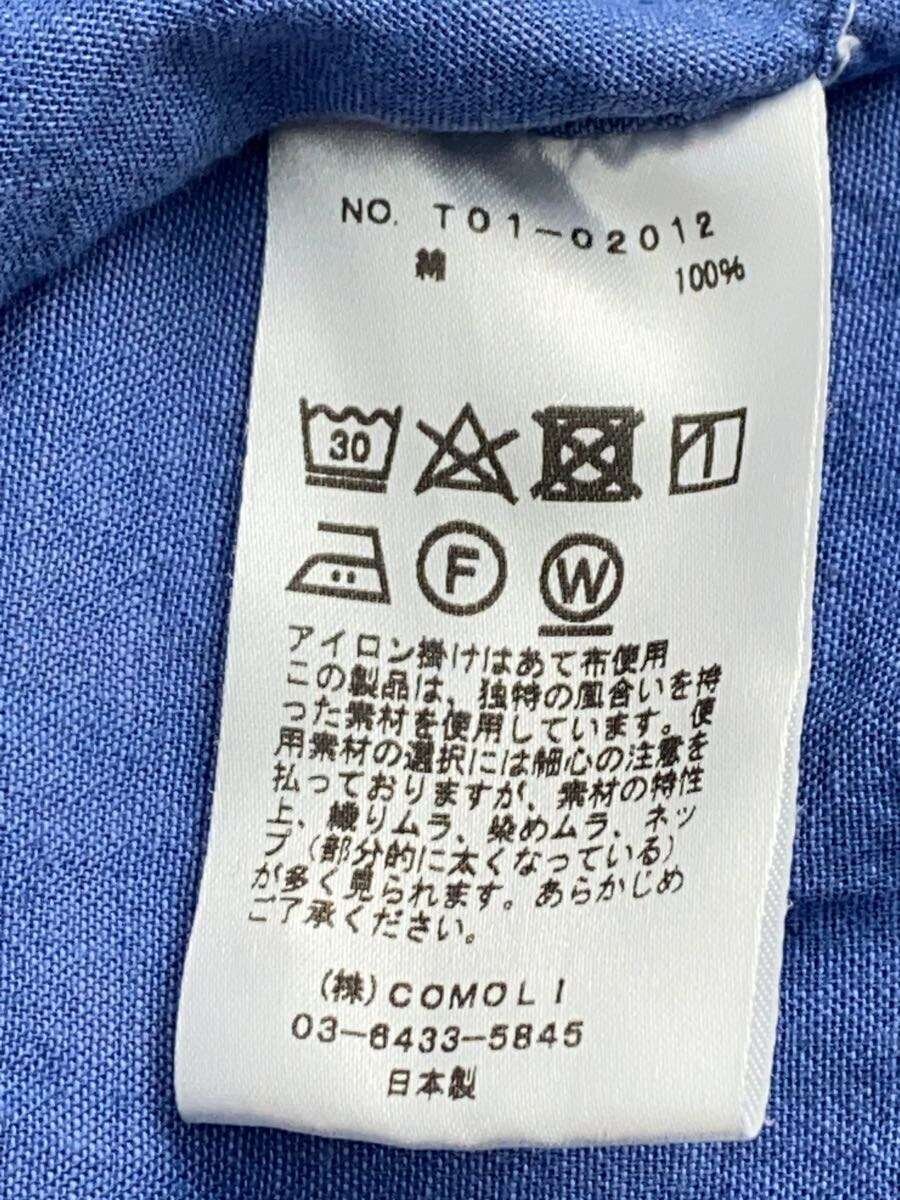 NO. T01-02012
綿 100%
30
F
W
アイロン掛けはあて布使用
この製品は、独特の風合いを持
った素材を使用しています。使
用素材の選択には細心の注意を
払っておりますが、素材の特性
上、織りムラ、染めムラ、ネッ
プ(部分的に太くなっている)
が多く見られます。あらかじめ
ご了承ください。
(株)COMOLI
03-6433-5845
日本製